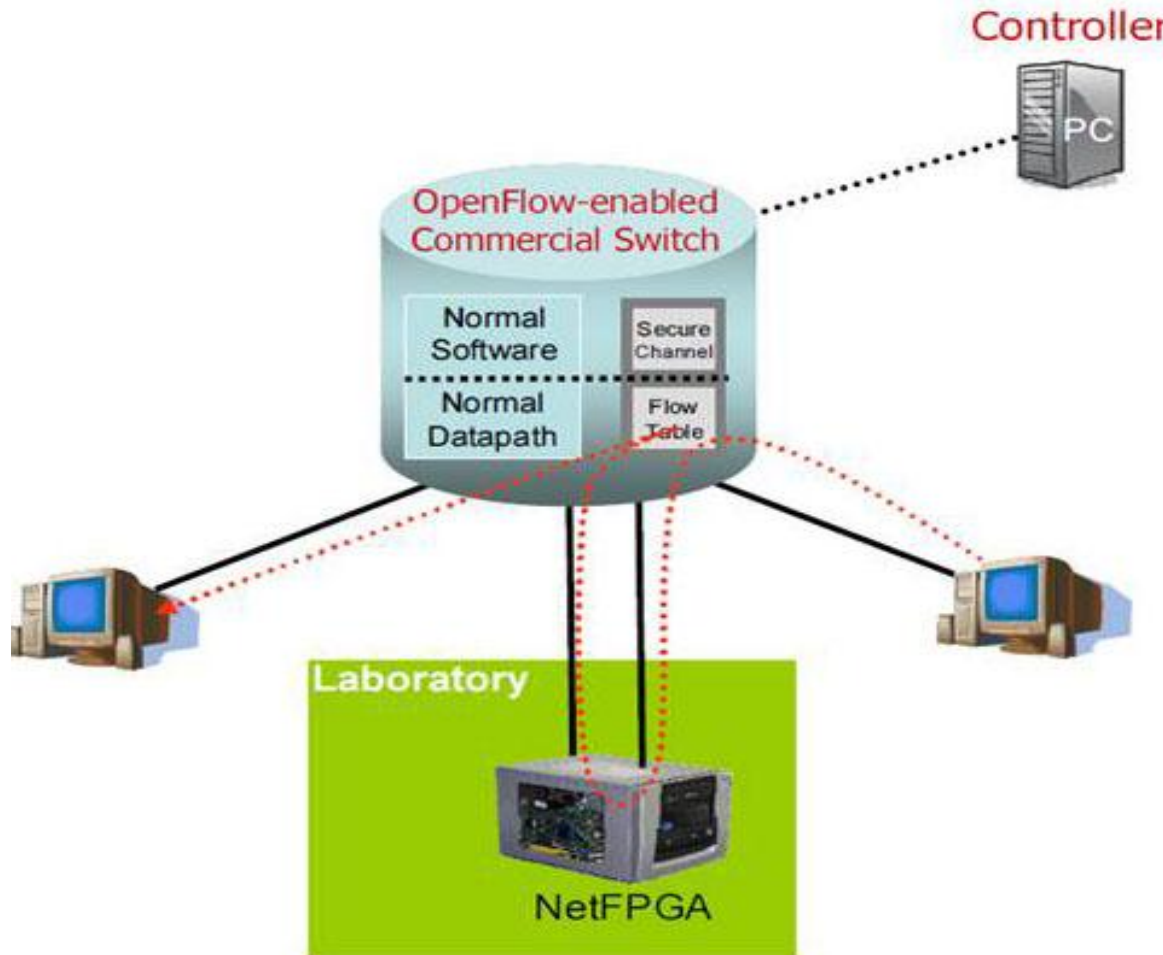 Controller
PC
OpenFlow-enabled
Commercial Switch
Normal
Software
Secure
Channel
Normal
Datapath
Flow
Table
Laboratory
NetFPGA